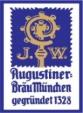 J. W.
Augustiner-
Bräu München
gegründet 1328